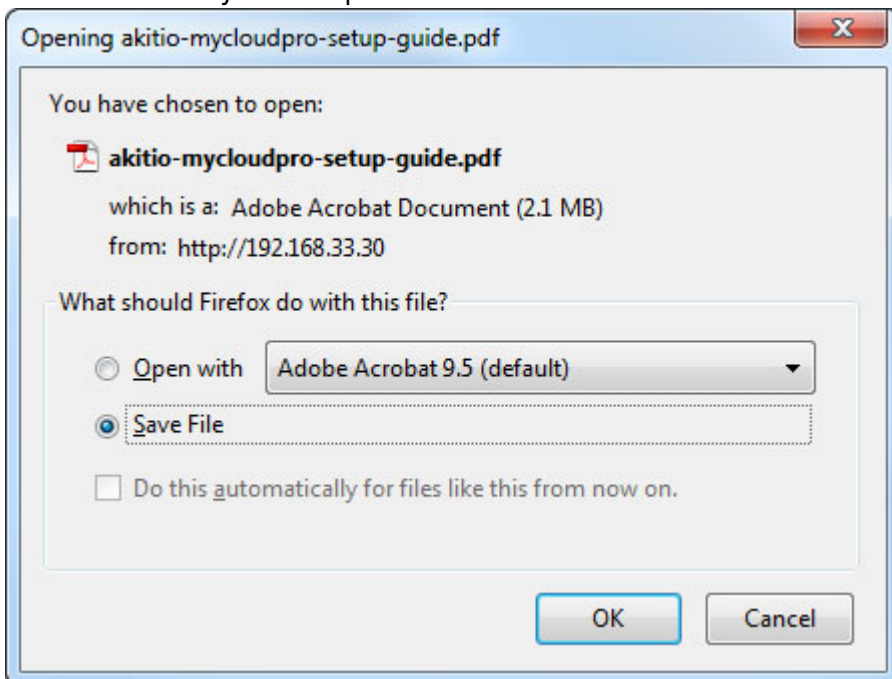 Opening akitio-mycloudpro-setup-guide.pdf
You have chosen to open:
akitio-mycloudpro-setup-guide.pdf
which is a: Adobe Acrobat Document (2.1 MB)
from: http://192.168.33.30
What should Firefox do with this file?
Open with Adobe Acrobat 9.5 (default)
Save File
Do this automatically for files like this from now on.
OK Cancel